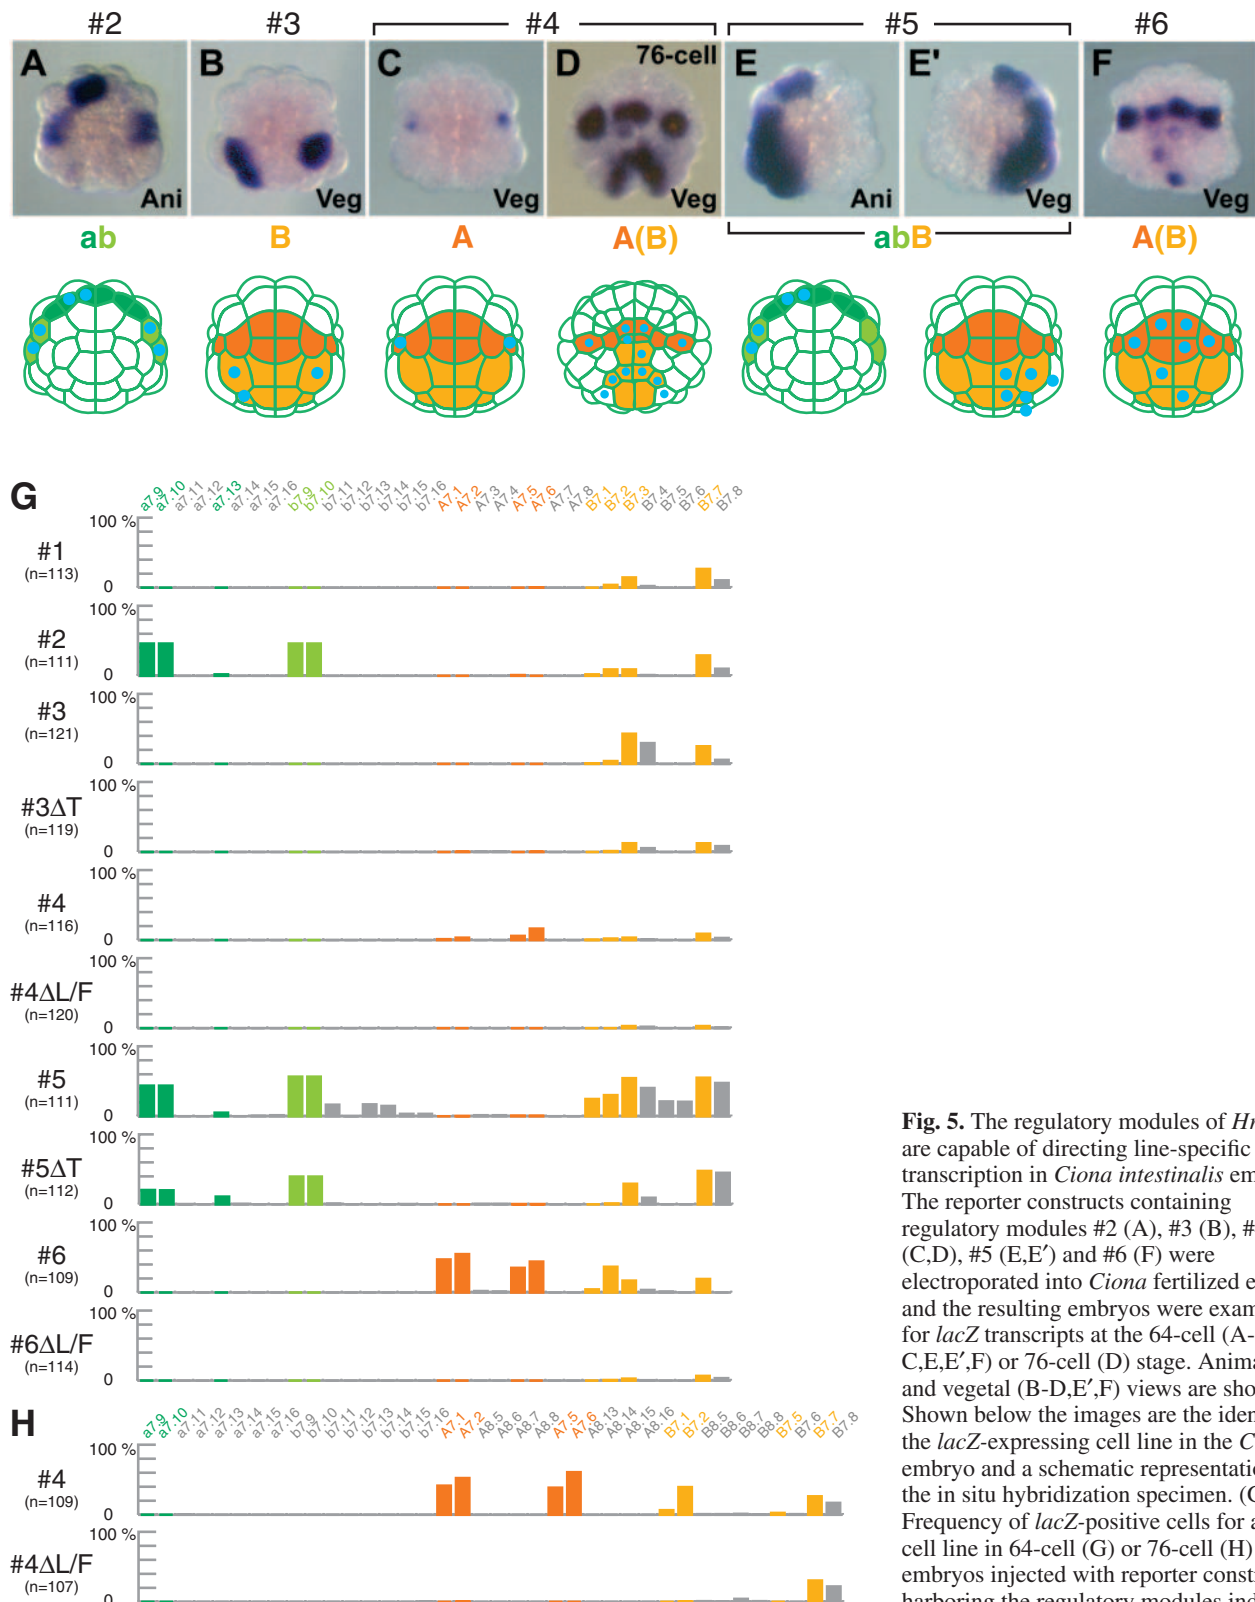 #2 #3 #4 #5 #6
A B C D E E' F
76-cell
Ani Veg Veg Veg Ani Veg Veg
ab B A A(B) abB A(B)
G
a7.9 a7.10 a7.11 a7.12 a7.13 a7.14 a7.15 a7.16 b7.9 b7.10 b7.11 b7.12 b7.13 b7.14 b7.15 b7.16 A7.1 A7.2 A7.3 A7.4 A7.5 A7.6 A7.7 A7.8 B7.1 B7.2 B7.3 B7.4 B7.5 B7.6 B7.7 B7.8
100 %
#1
(n=113)
0
100 %
#2
(n=111)
0
100 %
#3
(n=121)
0
100 %
#3ΔT
(n=119)
0
100 %
#4
(n=116)
0
100 %
#4ΔL/F
(n=120)
0
100 %
#5
(n=111)
0
100 %
#5ΔT
(n=112)
0
100 %
#6
(n=109)
0
100 %
#6ΔL/F
(n=114)
0
H
a7.9 a7.10 a7.11 a7.12 a7.13 a7.14 a7.15 a7.16 b7.9 b7.10 b7.11 b7.12 b7.13 b7.14 b7.15 b7.16 A7.1 A7.2 A8.5 A8.6 A8.7 A8.8 A7.5 A7.6 A8.13 A8.14 A8.15 A8.16 B7.1 B7.2 B8.5 B8.6 B8.7 B8.8 B7.5 B7.6 B7.7 B7.8
100 %
#4
(n=109)
0
100 %
#4ΔL/F
(n=107)
0
Fig. 5. The regulatory modules of
are capable of directing line-specific
transcription in Ciona intestinalis
The reporter constructs containing
regulatory modules #2 (A), #3 (B),
(C,D), #5 (E,E′) and #6 (F) were
electroporated into Ciona fertilized
and the resulting embryos were
for lacZ transcripts at the 64-cell (A-
C,E,E′,F) or 76-cell (D) stage.
and vegetal (B-D,E′,F) views are
Shown below the images are the
the lacZ-expressing cell line in the
embryo and a schematic
the in situ hybridization specimen.
Frequency of lacZ-positive cells for
cell line in 64-cell (G) or 76-cell (H)
embryos injected with reporter
harboring the regulatory modules